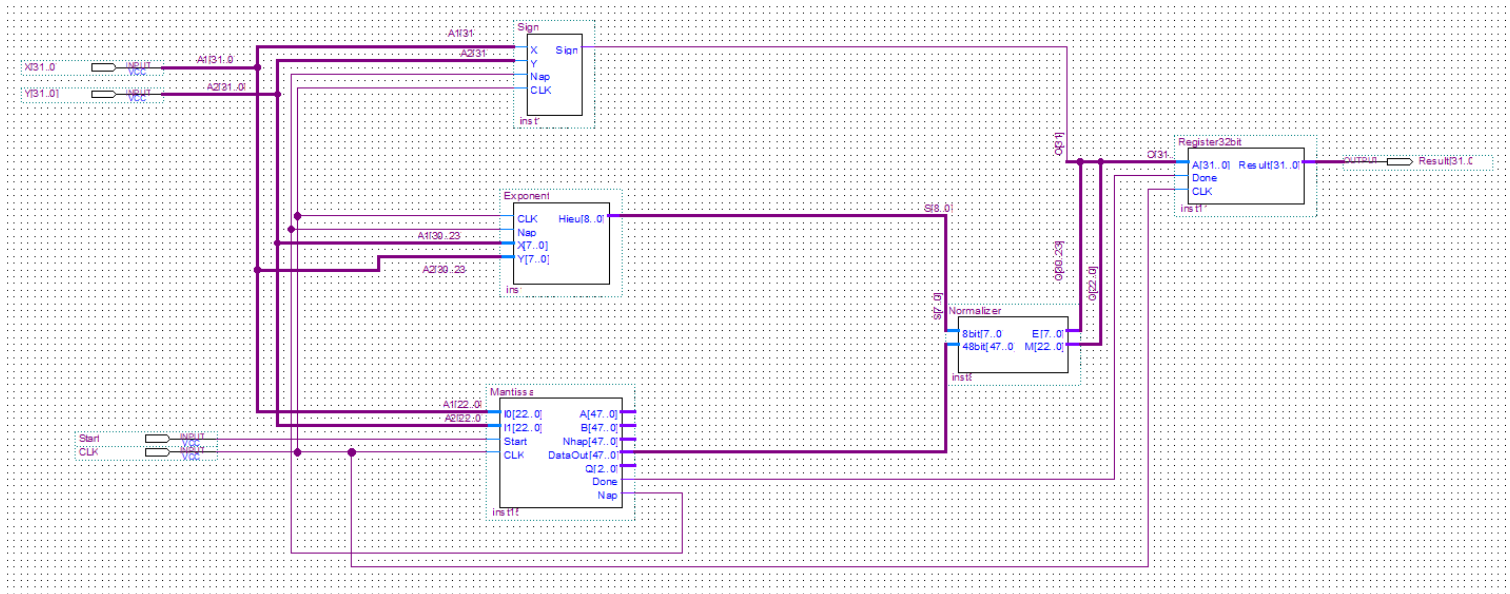 Sign
A1[31
A1[31..0
X[31..0
INPUT
VCC
X
Sign
A2[31
Y
Y[31..0]
INPUT
VCC
A2[31..0]
Nap
CLK
inst
O[31]
Register32bit
O[31
A[31..0]
Result[31..0]
OUTPUT
Result[31..0
Done
CLK
Exponent
CLK
Hieu[8..0]
S[8..0]
Nap
A1[30..23
X[7..0]
Y[7..0]
A2[30..23
ins
O[30..23]
O[22..0]
S[7..0]
Normalizer
8bit[7..0
E[7..0]
48bit[47..0
M[22..0]
Mantissa
A1[22..0]
I0[22..0]
A[47..0]
A2[22..0
I1[22..0]
B[47..0]
Start
INPUT
VCC
Start
Nhap[47..0]
CLK
INPUT
VCC
CLK
DataOut[47..0]
Q[2..0]
Done
Nap